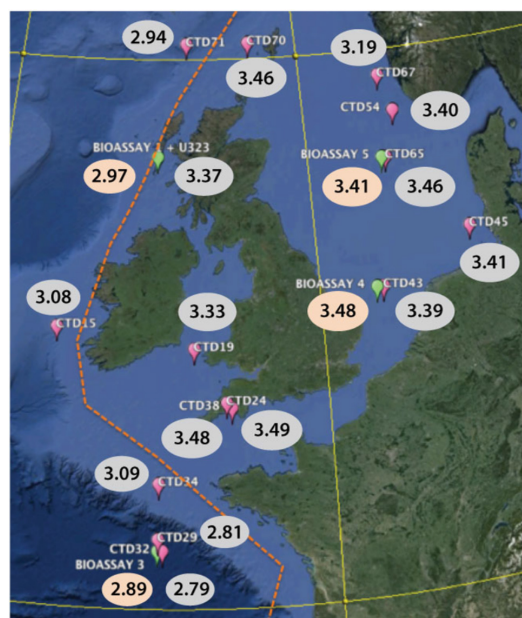 2.94
CTD71
CTD70
3.46
3.19
CTD67
CTD54
3.40
BIOASSAY
+ U323
2.97
3.37
BIOASSAY 5
CTD65
3.41
3.46
CTD45
3.41
BIOASSAY 4
CTD43
3.48
3.39
3.08
CTD15
3.33
CTD19
CTD38
CTD24
3.48
3.49
3.09
CTD34
2.81
CTD29
CTD32
BIOASSAY 3
2.89
2.79